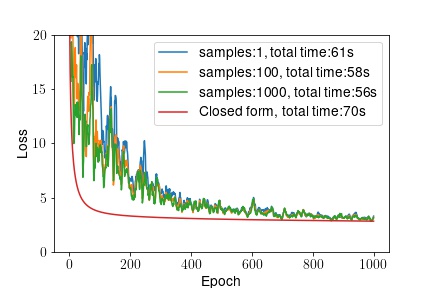 20
15
10
5
0
Loss
samples:1, total time:61s
samples:100, total time:58s
samples:1000, total time:56s
Closed form, total time:70s
0 200 400 600 800 1000
Epoch